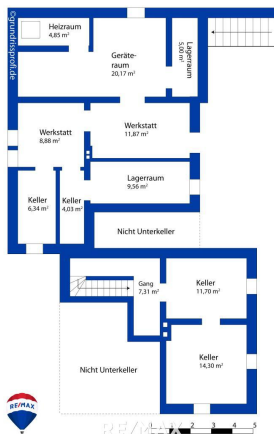 ©grundrissprofi.de
Heizraum
4,85 m²
Geräte-
raum
20,17 m²
Lagerraum
5,00 m²
Werkstatt
8,88 m²
Werkstatt
11,87 m²
Lagerraum
9,56 m²
Keller
6,34 m²
Keller
4,03 m²
Nicht Unterkeller
Gang
7,31 m²
Keller
11,70 m²
Keller
14,30 m²
Nicht Unterkeller
RE/MAX
RE/MAX
1 2 3 4 5